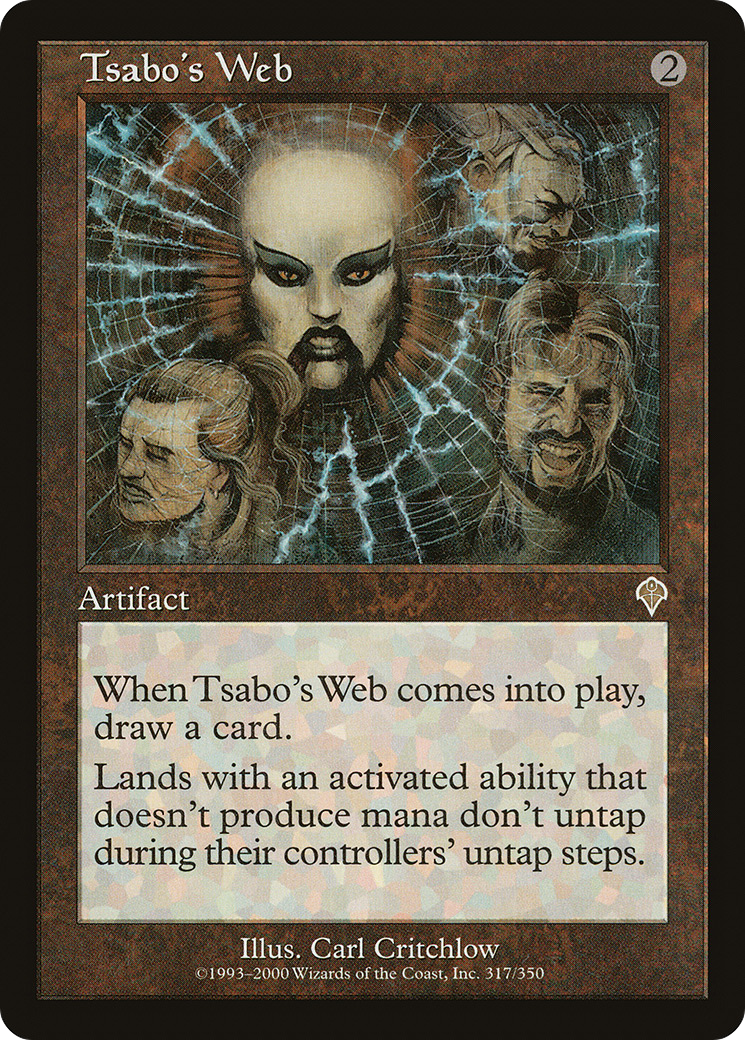 Tsabo's Web 2
Artifact
When Tsabo's Web comes into play,
draw a card.
Lands with an activated ability that
doesn't produce mana don't untap
during their controllers' untap steps.
Illus. Carl Critchlow
©1993–2000 Wizards of the Coast, Inc. 317/350